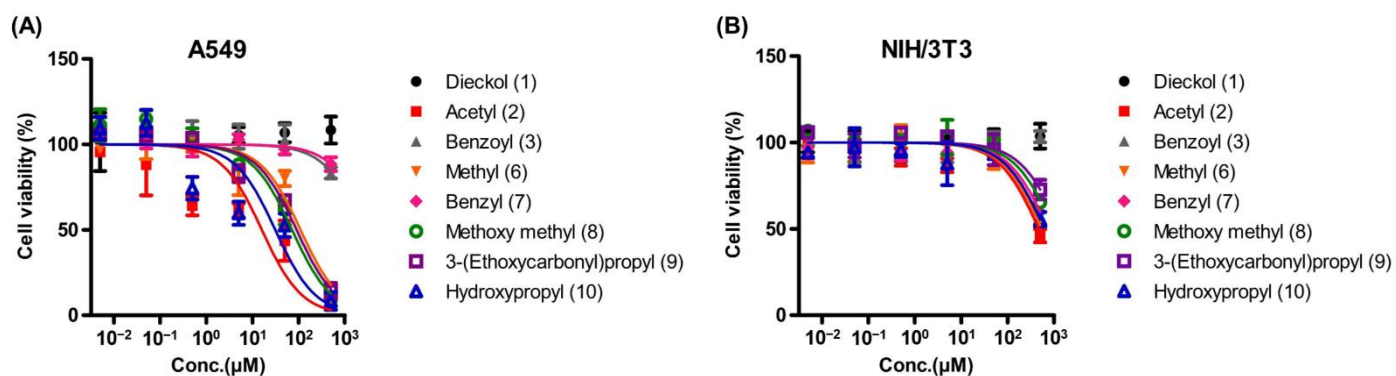 (A)
A549
Cell viability (%)
150
100
50
0
10⁻² 10⁻¹ 10⁰ 10¹ 10² 10³
Conc.(µM)
Dieckol (1)
Acetyl (2)
Benzoyl (3)
Methyl (6)
Benzyl (7)
Methoxy methyl (8)
3-(Ethoxycarbonyl)propyl (9)
Hydroxypropyl (10)
(B)
NIH/3T3
Cell viability (%)
150
100
50
0
10⁻² 10⁻¹ 10⁰ 10¹ 10² 10³
Conc.(µM)
Dieckol (1)
Acetyl (2)
Benzoyl (3)
Methyl (6)
Benzyl (7)
Methoxy methyl (8)
3-(Ethoxycarbonyl)propyl (9)
Hydroxypropyl (10)